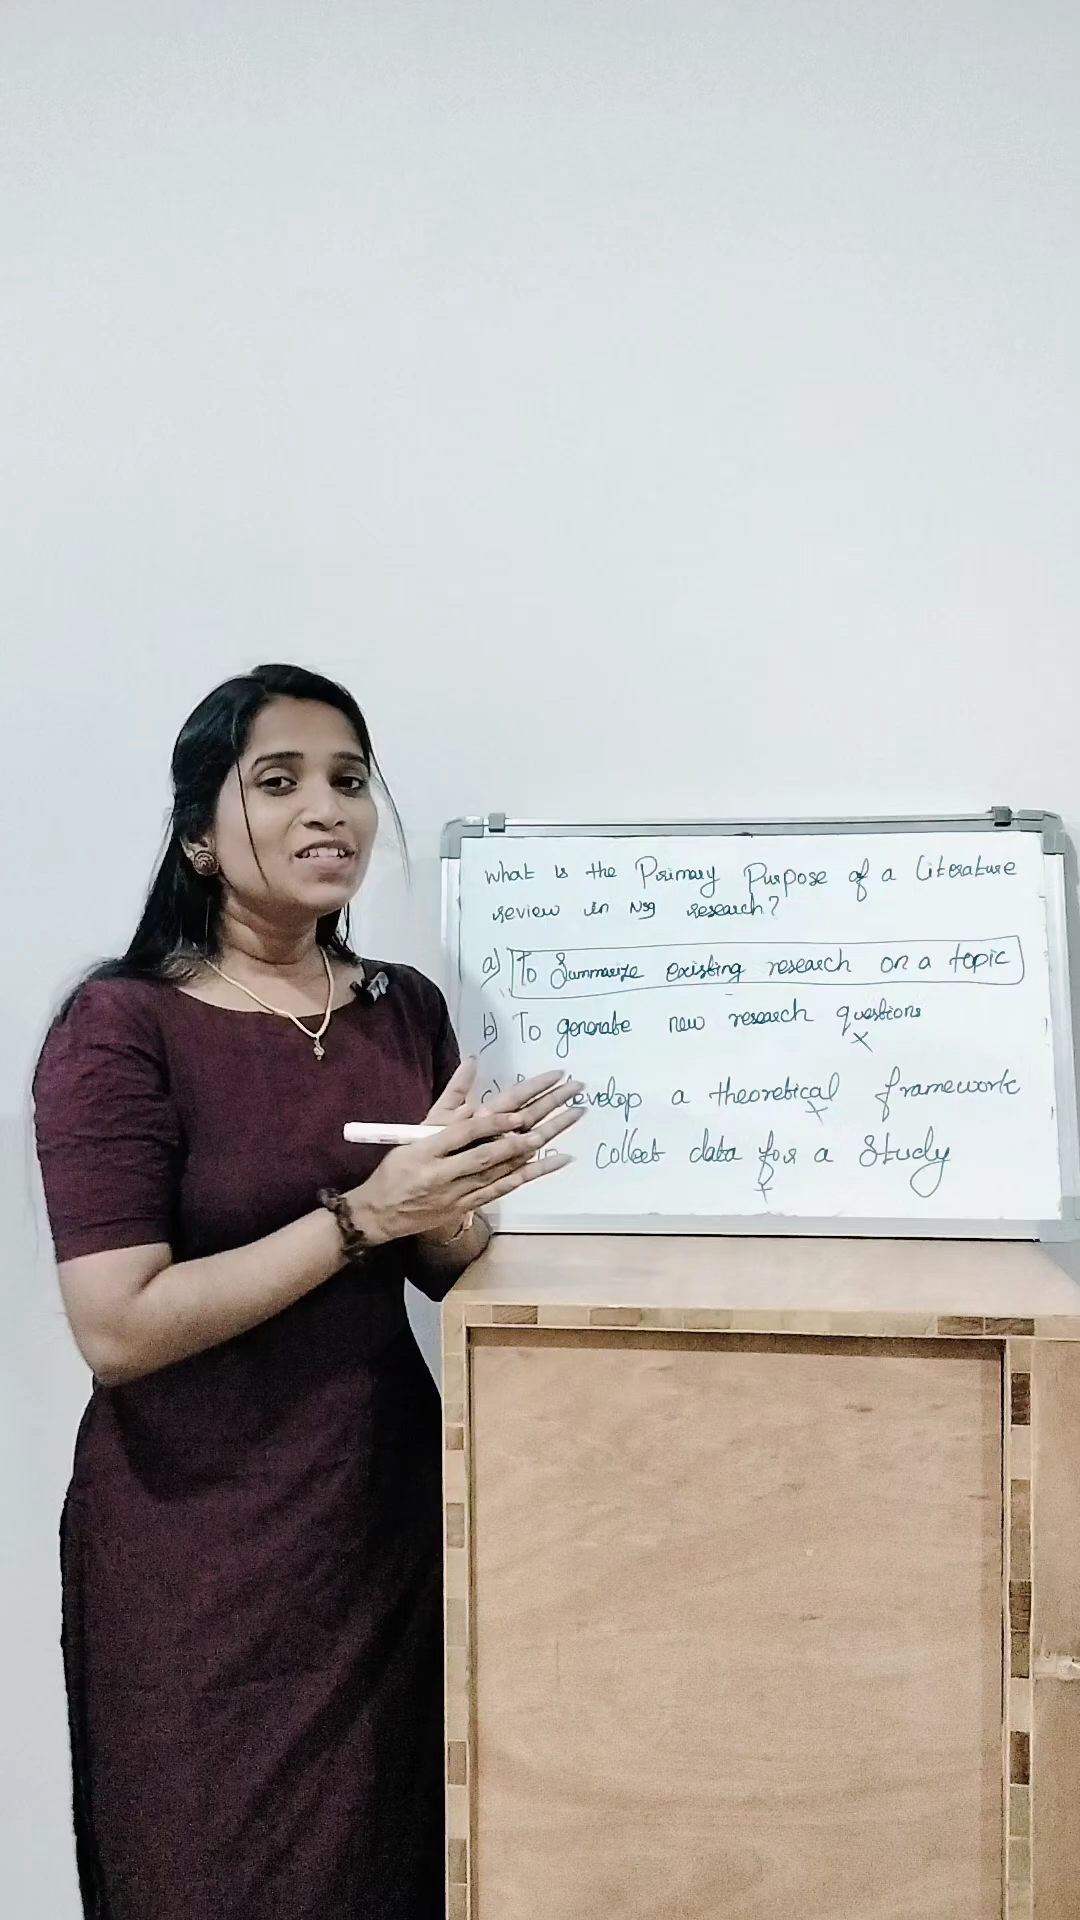 what is the Primary Purpose of a literature
review in Nsg research?
a) To Summarize existing research on a topic
b) To generate new research questions
c) develop a theoretical framework
collect data for a Study